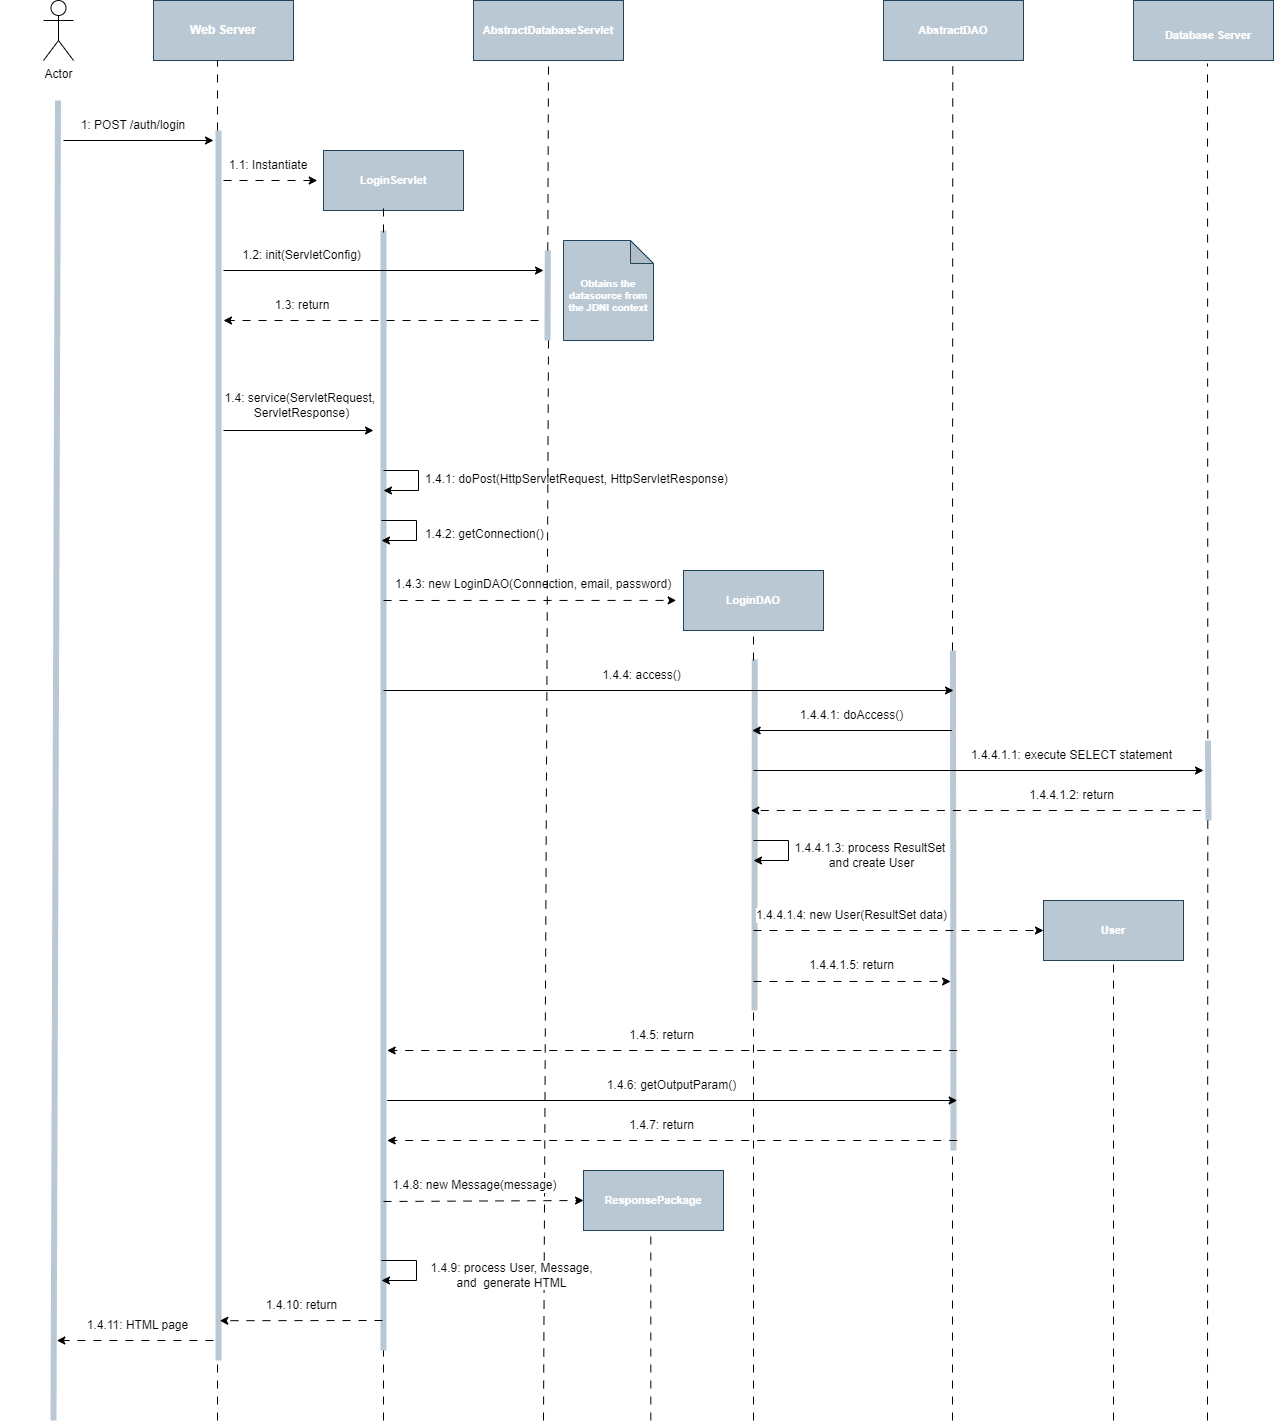 Web Server
AbstractDatabaseServlet
AbstractDAO
Database Server
Actor
1: POST /auth/login
1.1: Instantiate
LoginServlet
1.2: init(ServletConfig)
Obtains the
datasource from
the JDNI context
1.3: return
1.4: service(ServletRequest,
ServletResponse)
1.4.1: doPost(HttpServletRequest, HttpServletResponse)
1.4.2: getConnection()
1.4.3: new LoginDAO(Connection, email, password)
LoginDAO
1.4.4: access()
1.4.4.1: doAccess()
1.4.4.1.1: execute SELECT statement
1.4.4.1.2: return
1.4.4.1.3: process ResultSet
and create User
1.4.4.1.4: new User(ResultSet data)
User
1.4.4.1.5: return
1.4.5: return
1.4.6: getOutputParam()
1.4.7: return
1.4.8: new Message(message)
ResponsePackage
1.4.9: process User, Message,
and  generate HTML
1.4.10: return
1.4.11: HTML page